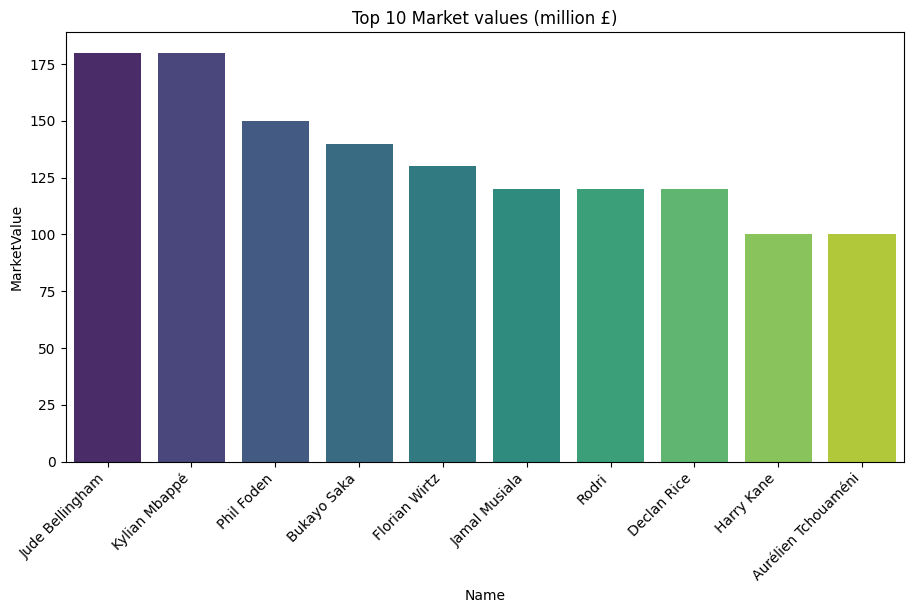 Top 10 Market values (million £)
MarketValue
175
150
125
100
75
50
25
0
Jude Bellingham
Kylian Mbappé
Phil Foden
Bukayo Saka
Florian Wirtz
Jamal Musiala
Rodri
Declan Rice
Harry Kane
Aurélien Tchouaméni
Name